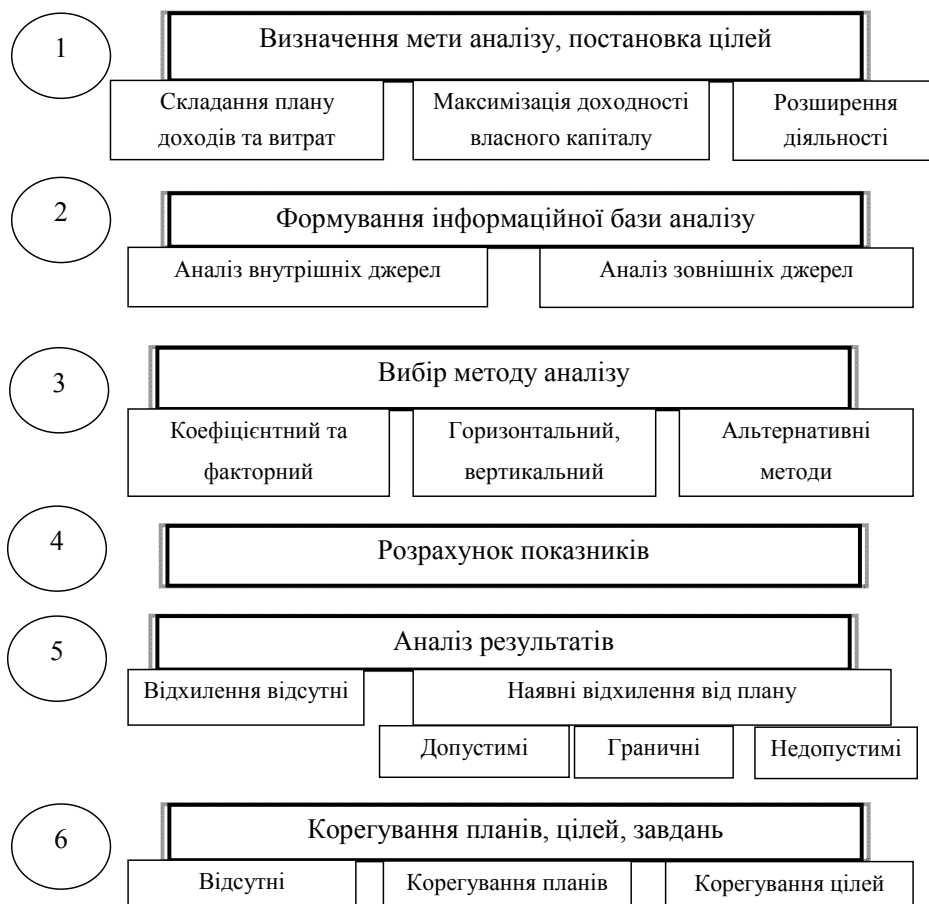 1
Визначення мети аналізу, постановка цілей
Складання плану
доходів та витрат
Максимізація доходності
власного капіталу
Розширення
діяльності
2
Формування інформаційної бази аналізу
Аналіз внутрішніх джерел
Аналіз зовнішніх джерел
3
Вибір методу аналізу
Коефіцієнтний та
факторний
Горизонтальний,
вертикальний
Альтернативні
методи
4
Розрахунок показників
5
Аналіз результатів
Відхилення відсутні
Наявні відхилення від плану
Допустимі
Граничні
Недопустимі
6
Корегування планів, цілей, завдань
Відсутні
Корегування планів
Корегування цілей